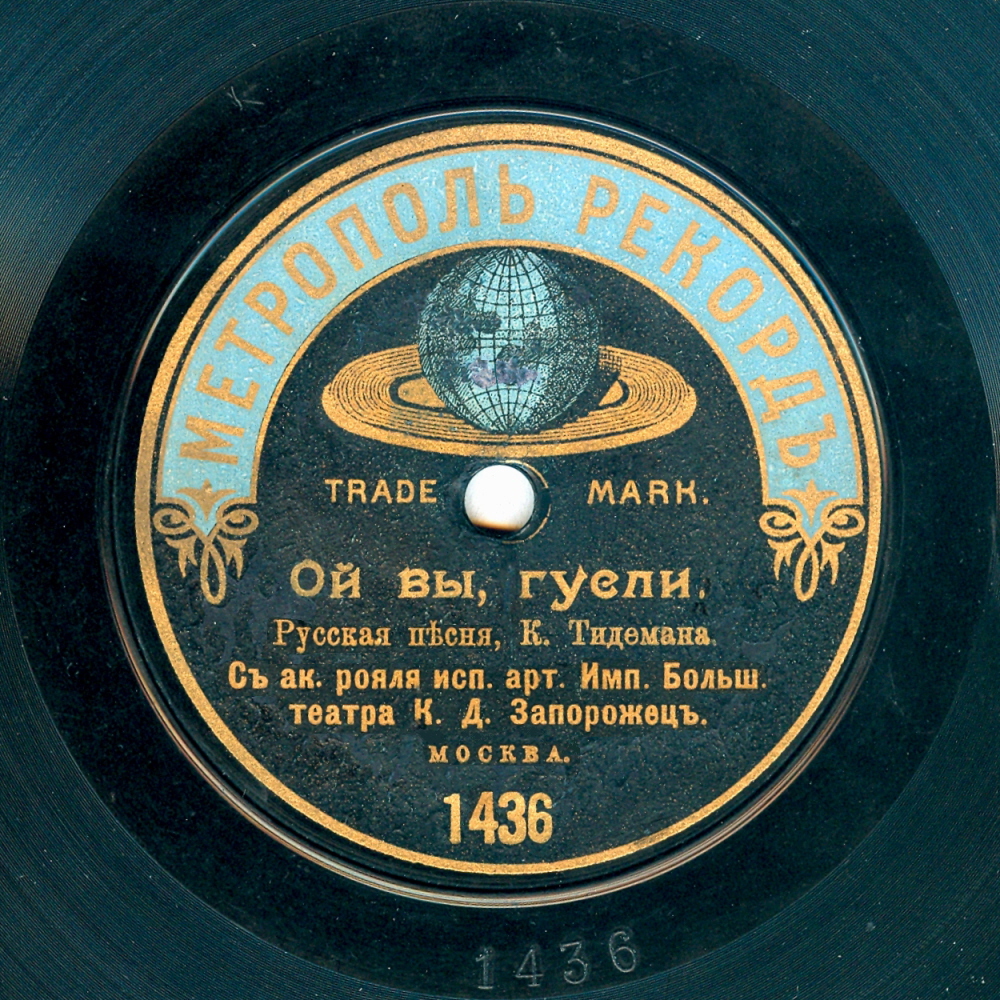 МЕТРОПОЛЬ РЕКОРДЪ
TRADE MARK.
Ой вы, гусли.
Русская пѣсня, К. Тидемана.
Съ ак. рояля исп. арт. Имп. Больш.
театра К. Д. Запорожецъ.
МОСКВА.
1436
1436